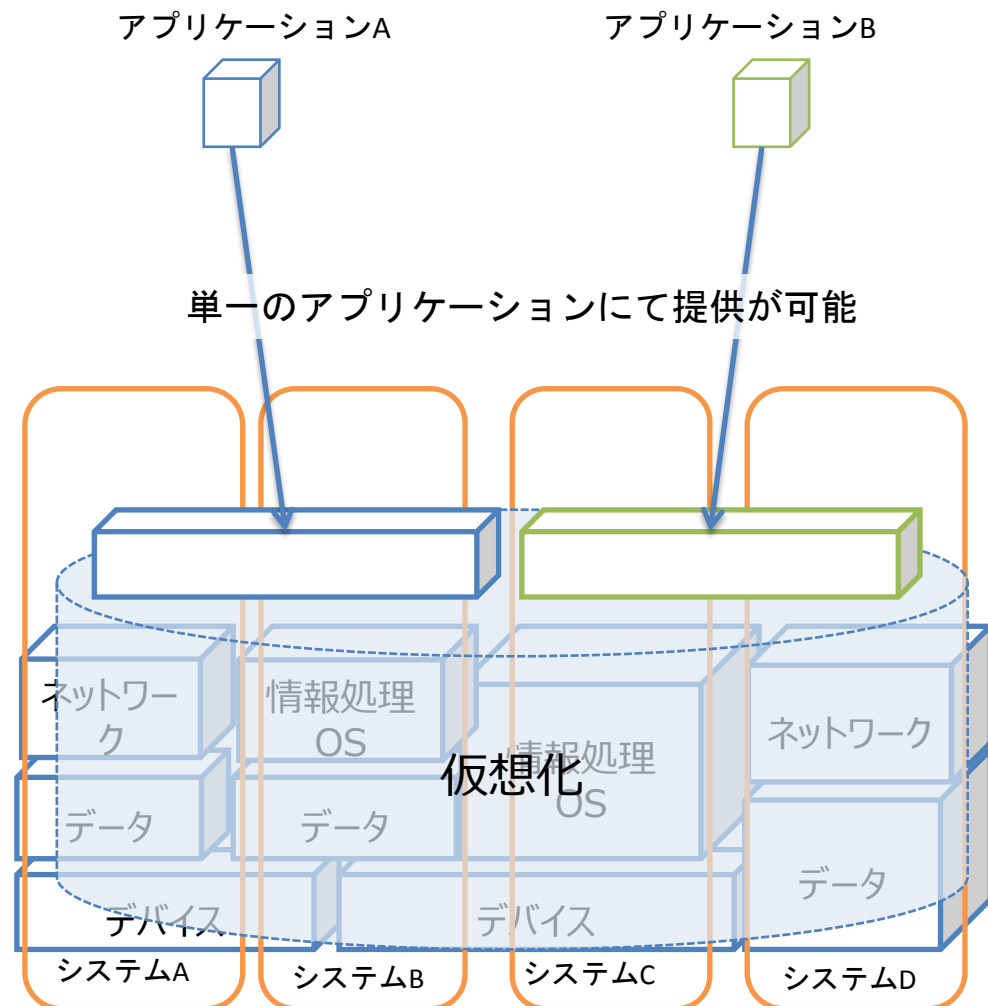 アプリケーションA
アプリケーションB
単一のアプリケーションにて提供が可能
ネットワー
ク
情報処理
OS
情報処理
OS
ネットワーク
仮想化
データ
データ
データ
デバイス
デバイス
システムA
システムB
システムC
システムD